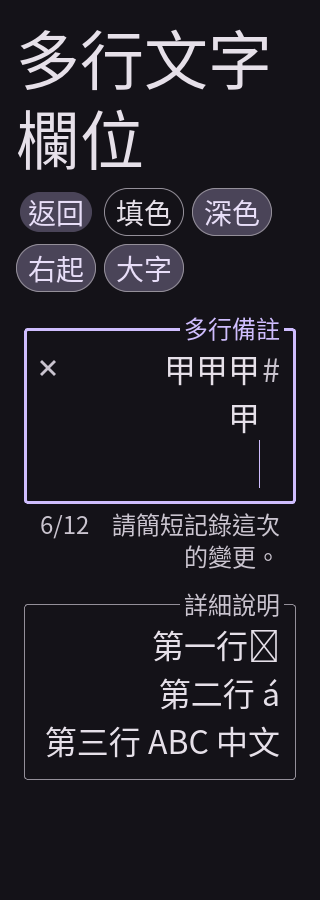 多行文字
欄位
返回 填色 深色
右起 大字
多行備註
甲甲甲#
甲
6/12 請簡短記錄這次
的變更。
詳細說明
第一行
第二行 á
第三行 ABC 中文